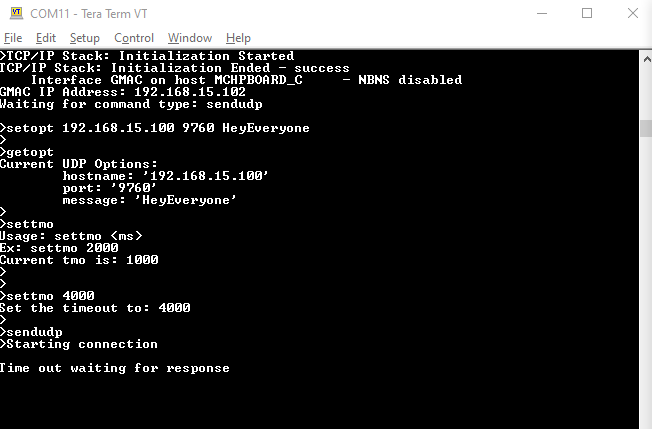 COM11 - Tera Term VT
File Edit Setup Control Window Help
>TCP/IP Stack: Initialization Started
TCP/IP Stack: Initialization Ended - success
    Interface GMAC on host MCHPBOARD_C     - NBNS disabled
GMAC IP Address: 192.168.15.102
Waiting for command type: sendudp

>setopt 192.168.15.100 9760 HeyEveryone
>
>getopt
Current UDP Options:
        hostname: '192.168.15.100'
        port: '9760'
        message: 'HeyEveryone'
>
>settmo
Usage: settmo <ms>
Ex: settmo 2000
Current tmo is: 1000
>
>
>settmo 4000
Set the timeout to: 4000
>
>sendudp
>Starting connection

Time out waiting for response